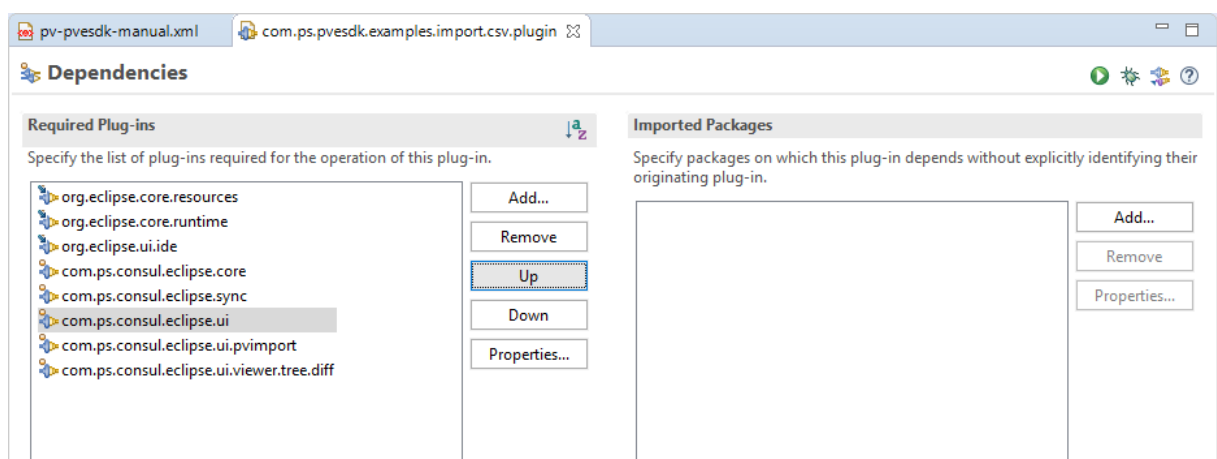 pv-pvesdk-manual.xml
com.ps.pvesdk.examples.import.csv.plugin
Dependencies
Required Plug-ins
Specify the list of plug-ins required for the operation of this plug-in.
org.eclipse.core.resources
org.eclipse.core.runtime
org.eclipse.ui.ide
com.ps.consul.eclipse.core
com.ps.consul.eclipse.sync
com.ps.consul.eclipse.ui
com.ps.consul.eclipse.ui.pvimport
com.ps.consul.eclipse.ui.viewer.tree.diff
Add...
Remove
Up
Down
Properties...
Imported Packages
Specify packages on which this plug-in depends without explicitly identifying their
originating plug-in.
Add...
Remove
Properties...